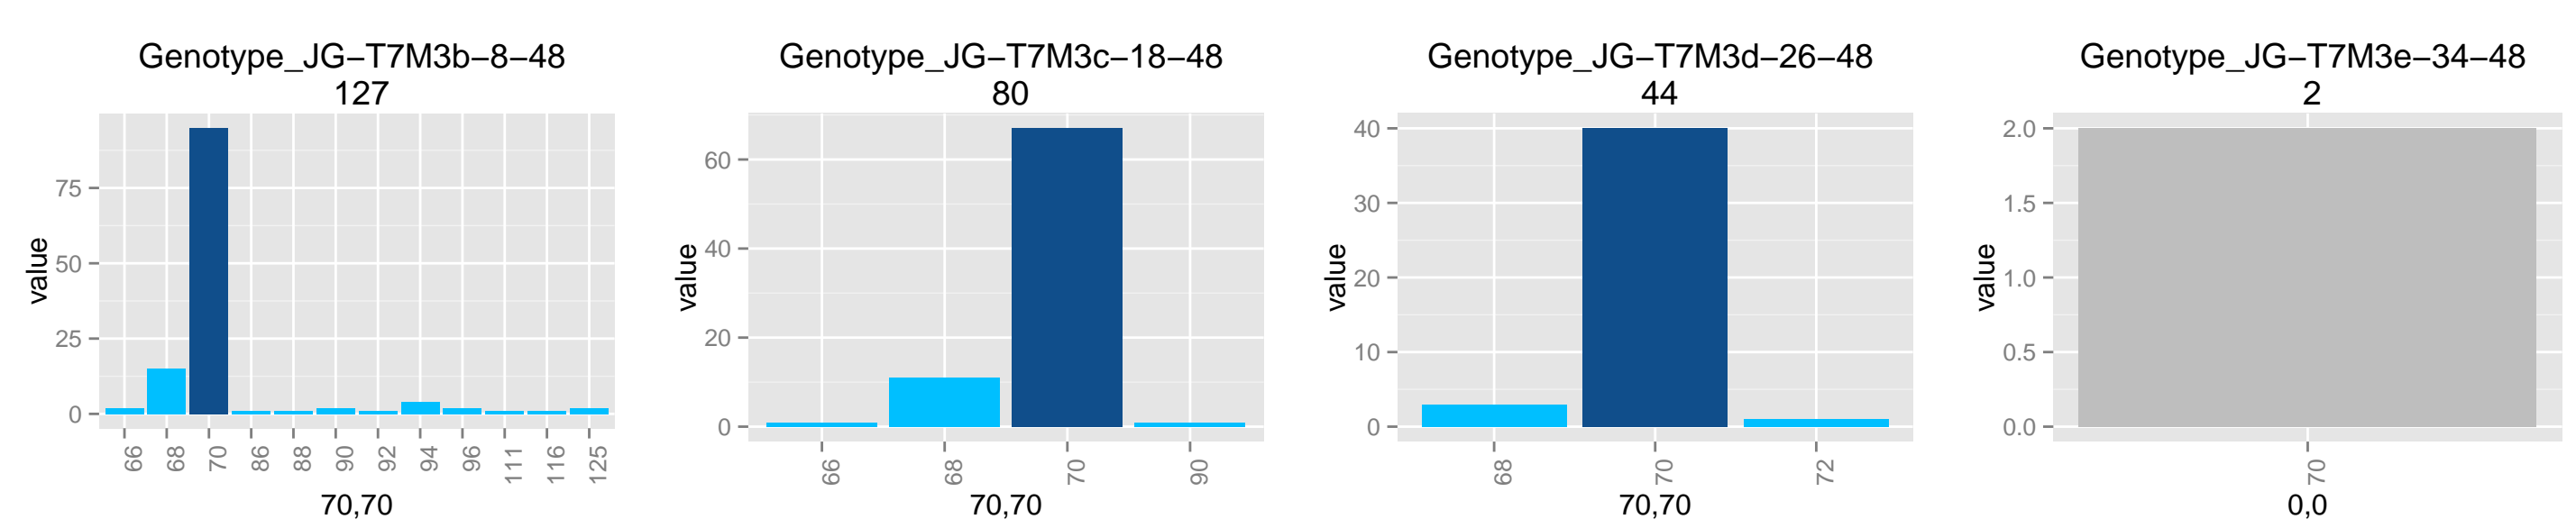 Genotype_JG−T7M3b−8−48
127
value
75
50
25
0
66 68 70 86 88 90 92 94 96 111 116 125
70,70
Genotype_JG−T7M3c−18−48
80
value
60
40
20
0
66 68 70 90
70,70
Genotype_JG−T7M3d−26−48
44
value
40
30
20
10
0
68 70 72
70,70
Genotype_JG−T7M3e−34−48
2
value
2.0
1.5
1.0
0.5
0.0
70
0,0